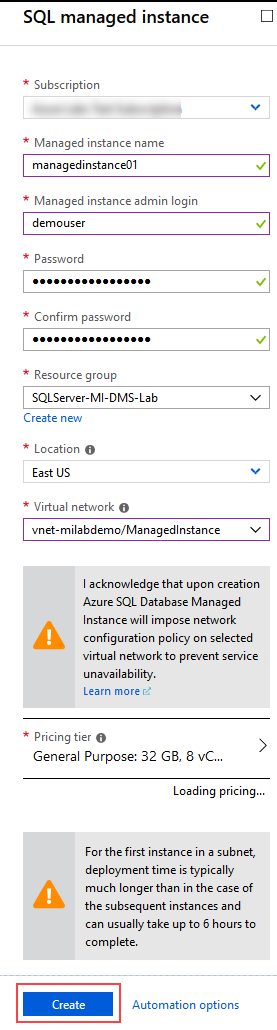 SQL managed instance
* Subscription
* Managed instance name
managedinstance01
* Managed instance admin login
demouser
* Password
•••••••••••••••••
* Confirm password
•••••••••••••••••
* Resource group
SQLServer-MI-DMS-Lab
Create new
* Location
East US
* Virtual network
vnet-milabdemo/ManagedInstance
I acknowledge that upon creation
Azure SQL Database Managed
Instance will impose network
configuration policy on selected
virtual network to prevent service
unavailability.
Learn more
* Pricing tier
General Purpose: 32 GB, 8 vC...
Loading pricing...
For the first instance in a subnet,
deployment time is typically
much longer than in the case of
the subsequent instances and
can usually take up to 6 hours to
complete.
Create
Automation options